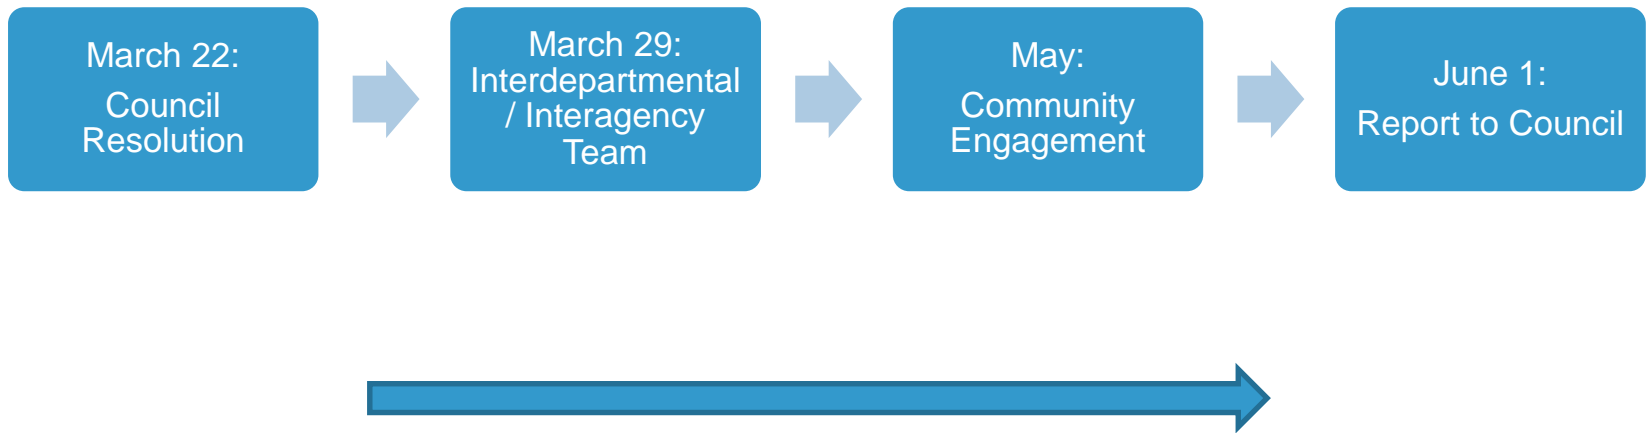 March 22:
Council
Resolution
March 29:
Interdepartmental
/ Interagency
Team
May:
Community
Engagement
June 1:
Report to Council